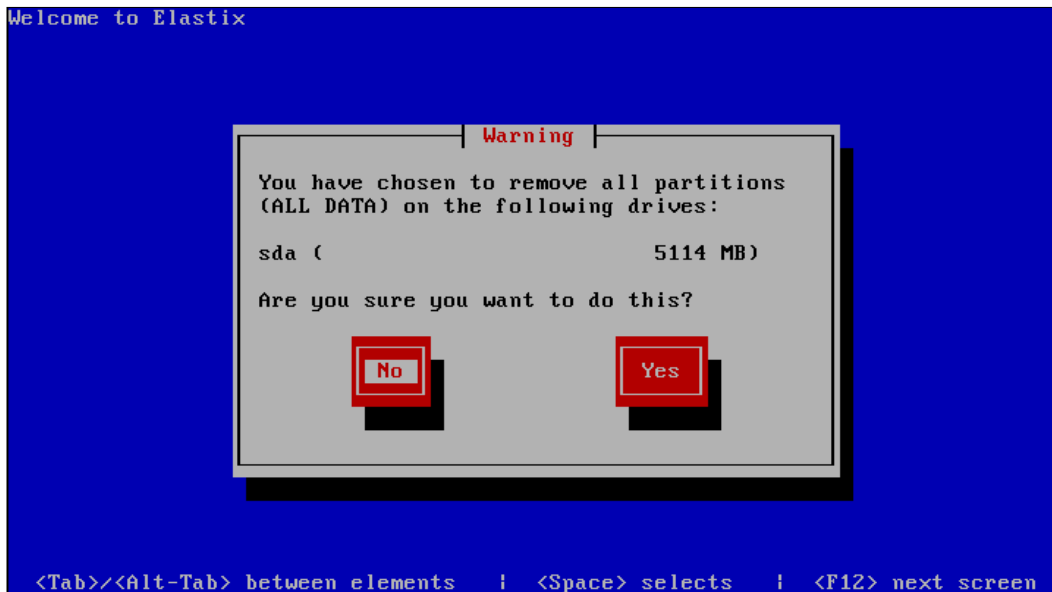 Welcome to Elastix
Warning
You have chosen to remove all partitions
(ALL DATA) on the following drives:
sda ( 5114 MB)
Are you sure you want to do this?
No Yes
<Tab>/<Alt-Tab> between elements | <Space> selects | <F12> next screen